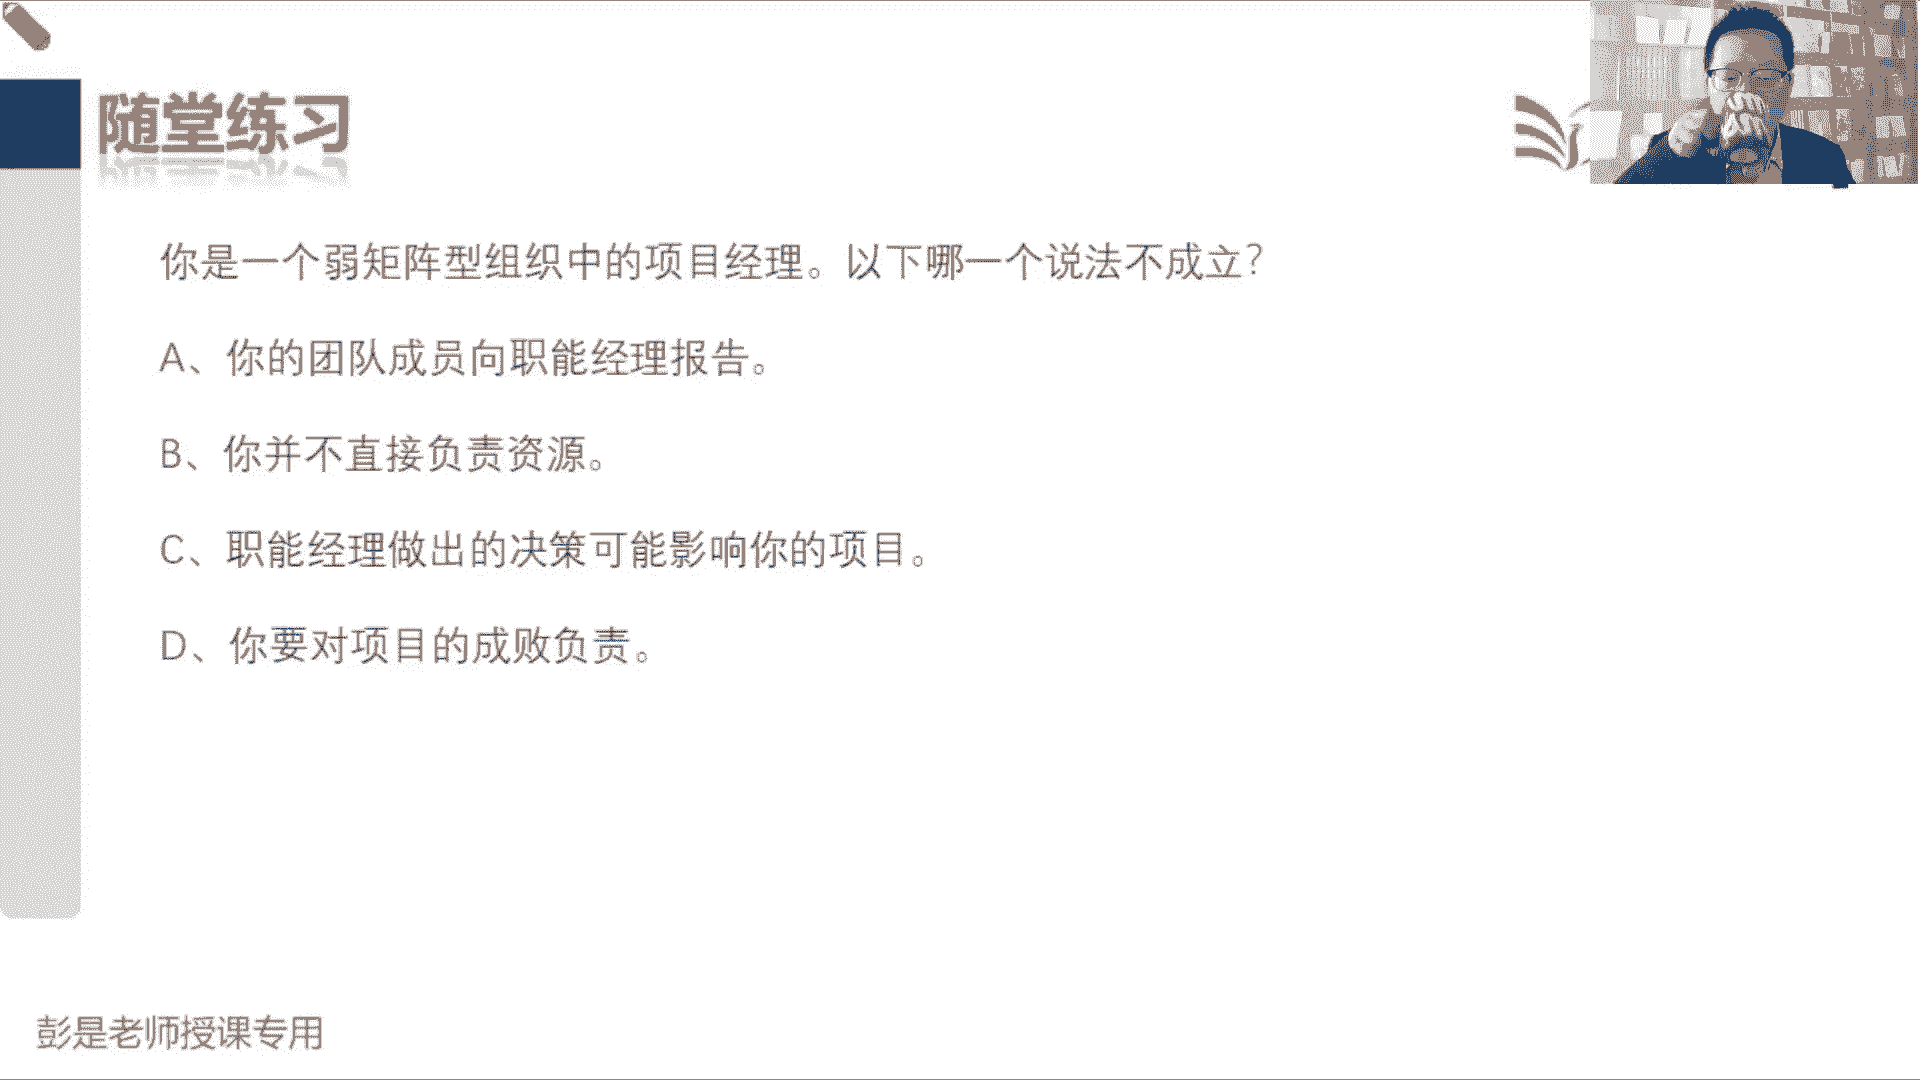 随堂练习
你是一个弱矩阵型组织中的项目经理。以下哪一个说法不成立?
A、你的团队成员向职能经理报告。
B、你并不直接负责资源。
C、职能经理做出的决策可能影响你的项目。
D、你要对项目的成败负责。
彭是老师授课专用